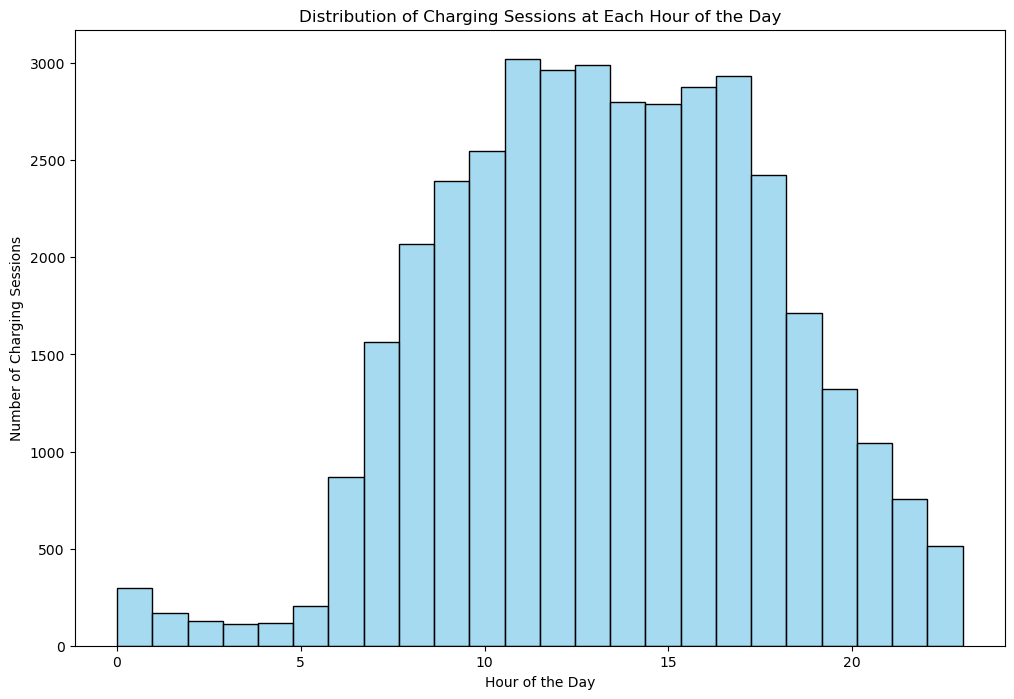 Distribution of Charging Sessions at Each Hour of the Day
Number of Charging Sessions
3000
2500
2000
1500
1000
500
0
0 5 10 15 20
Hour of the Day